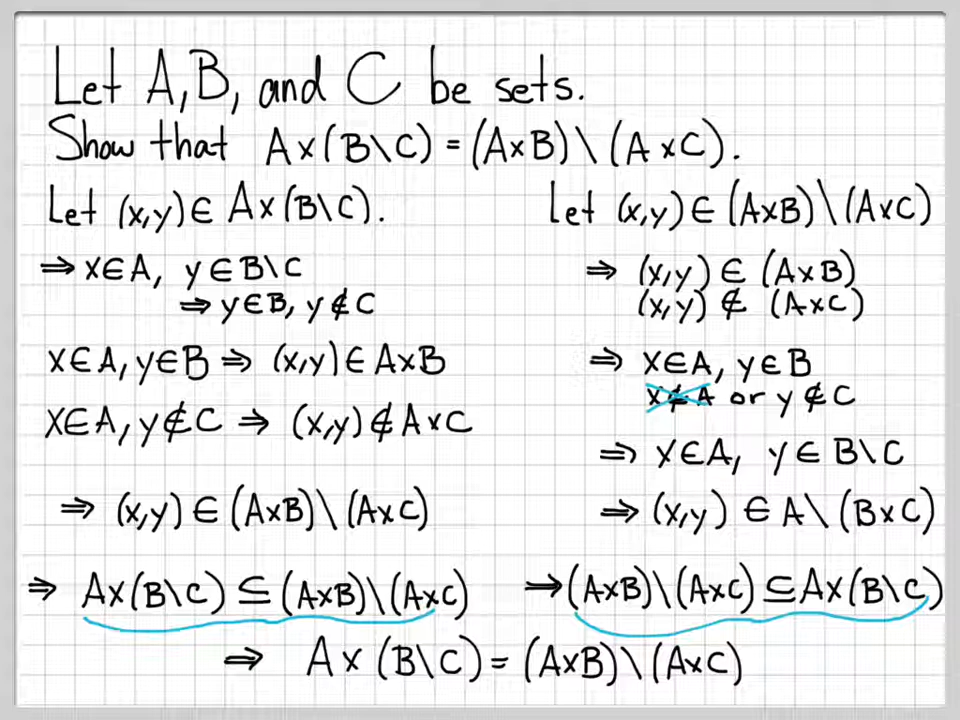 Let A, B, and C be sets.
Show that A×(B\C) = (A×B)\(A×C).
Let (x,y)∈ A×(B\C).
⇒ x∈A, y∈B\C
⇒ y∈B, y∉C
x∈A, y∈B ⇒ (x,y)∈A×B
x∈A, y∉C ⇒ (x,y)∉A×C
⇒ (x,y)∈(A×B)\(A×C)
⇒ A×(B\C)⊆(A×B)\(A×C)
Let (x,y)∈(A×B)\(A×C)
⇒ (x,y)∈(A×B)
(x,y)∉(A×C)
⇒ x∈A, y∈B
x∉A or y∉C
⇒ x∈A, y∈B\C
⇒ (x,y)∈A\(B×C)
⇒(A×B)\(A×C)⊆A×(B\C)
⇒ A×(B\C) = (A×B)\(A×C)